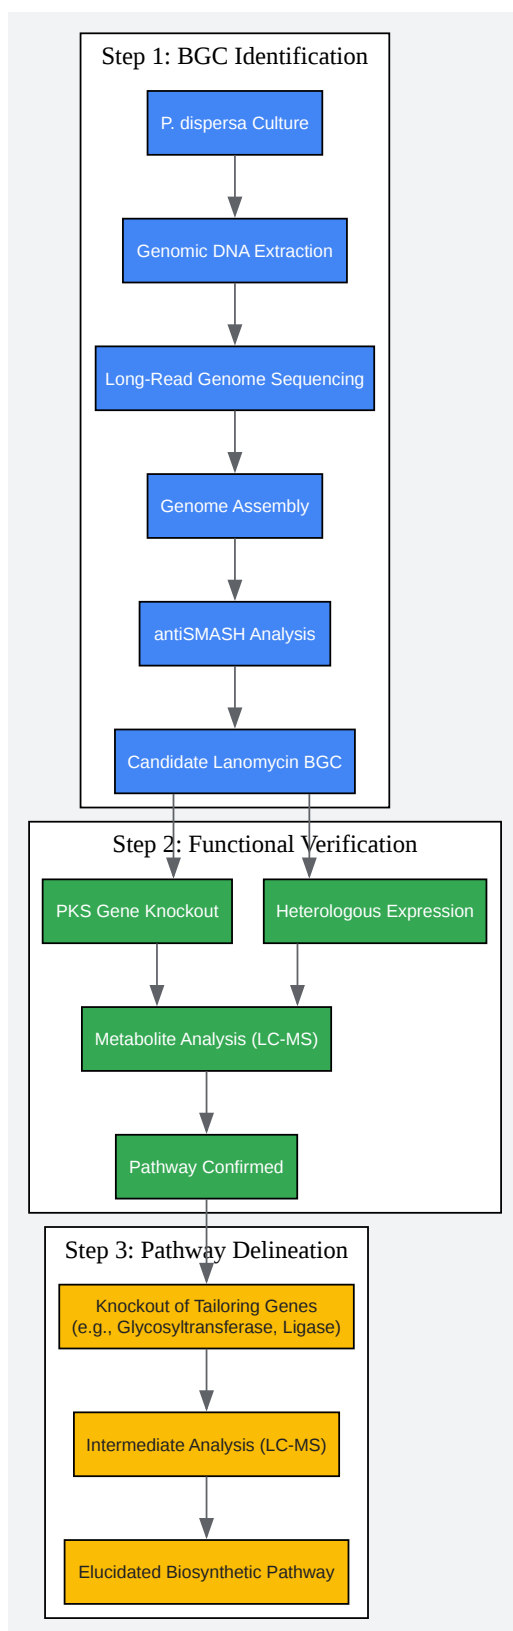 Step 1: BGC Identification
P. dispersa Culture
Genomic DNA Extraction
Long-Read Genome Sequencing
Genome Assembly
antiSMASH Analysis
Candidate Lanomycin BGC
Step 2: Functional Verification
PKS Gene Knockout
Heterologous Expression
Metabolite Analysis (LC-MS)
Pathway Confirmed
Step 3: Pathway Delineation
Knockout of Tailoring Genes
(e.g., Glycosyltransferase, Ligase)
Intermediate Analysis (LC-MS)
Elucidated Biosynthetic Pathway